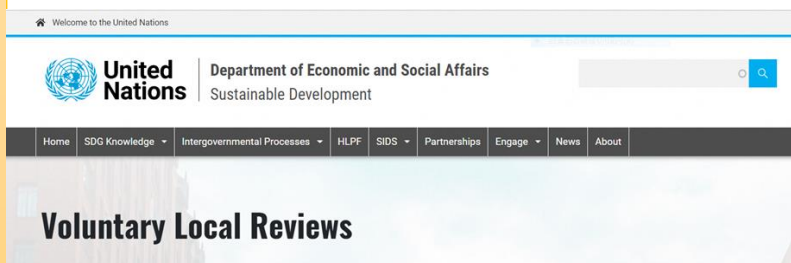 Welcome to the United Nations
United Nations
Department of Economic and Social Affairs
Sustainable Development
Home SDG Knowledge Intergovernmental Processes HLPF SIDS Partnerships Engage News About
Voluntary Local Reviews